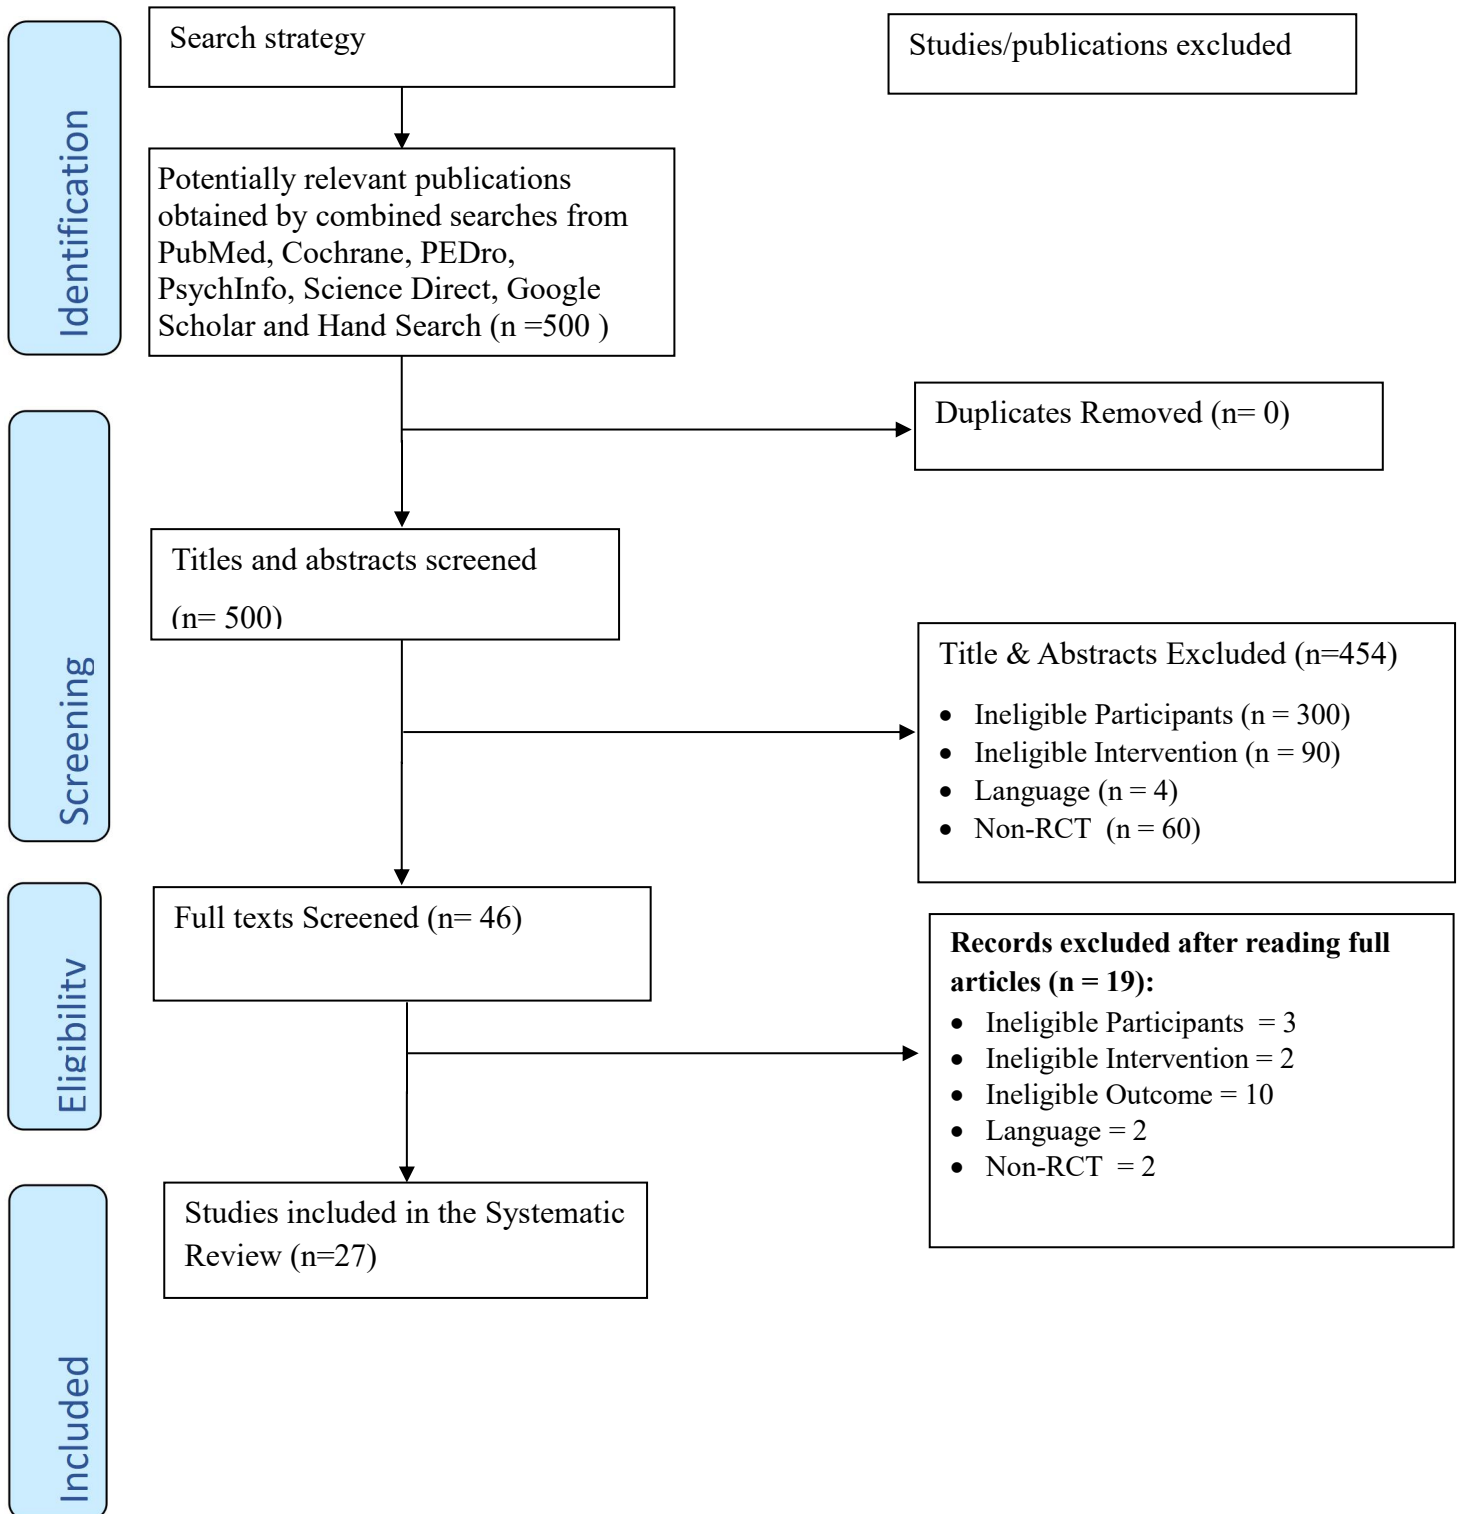 Identification
Search strategy
Studies/publications excluded
Potentially relevant publications
obtained by combined searches from
PubMed, Cochrane, PEDro,
PsychInfo, Science Direct, Google
Scholar and Hand Search (n =500 )
Screening
Duplicates Removed (n= 0)
Titles and abstracts screened
(n= 500)
Title & Abstracts Excluded (n=454)
• Ineligible Participants (n = 300)
• Ineligible Intervention (n = 90)
• Language (n = 4)
• Non-RCT (n = 60)
Eligibility
Full texts Screened (n= 46)
Records excluded after reading full
articles (n = 19):
• Ineligible Participants = 3
• Ineligible Intervention = 2
• Ineligible Outcome = 10
• Language = 2
• Non-RCT = 2
Included
Studies included in the Systematic
Review (n=27)